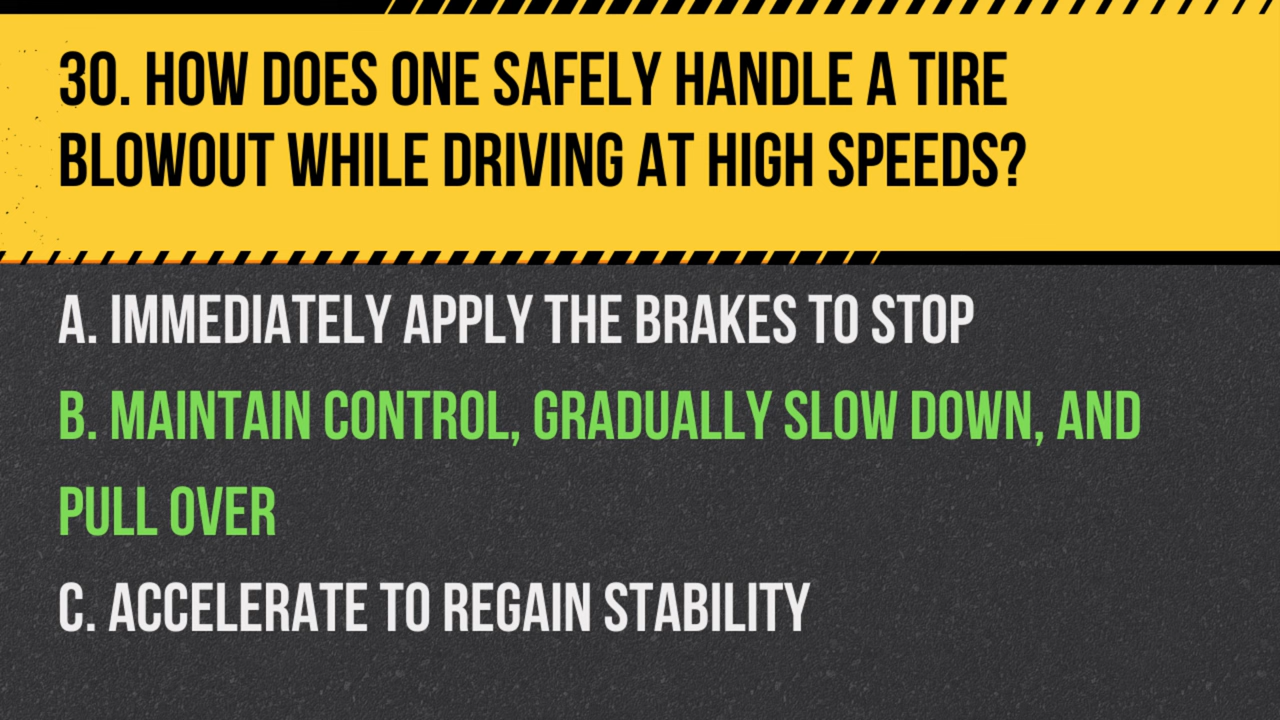 30. HOW DOES ONE SAFELY HANDLE A TIRE
BLOWOUT WHILE DRIVING AT HIGH SPEEDS?
A. IMMEDIATELY APPLY THE BRAKES TO STOP
B. MAINTAIN CONTROL, GRADUALLY SLOW DOWN, AND
PULL OVER
C. ACCELERATE TO REGAIN STABILITY